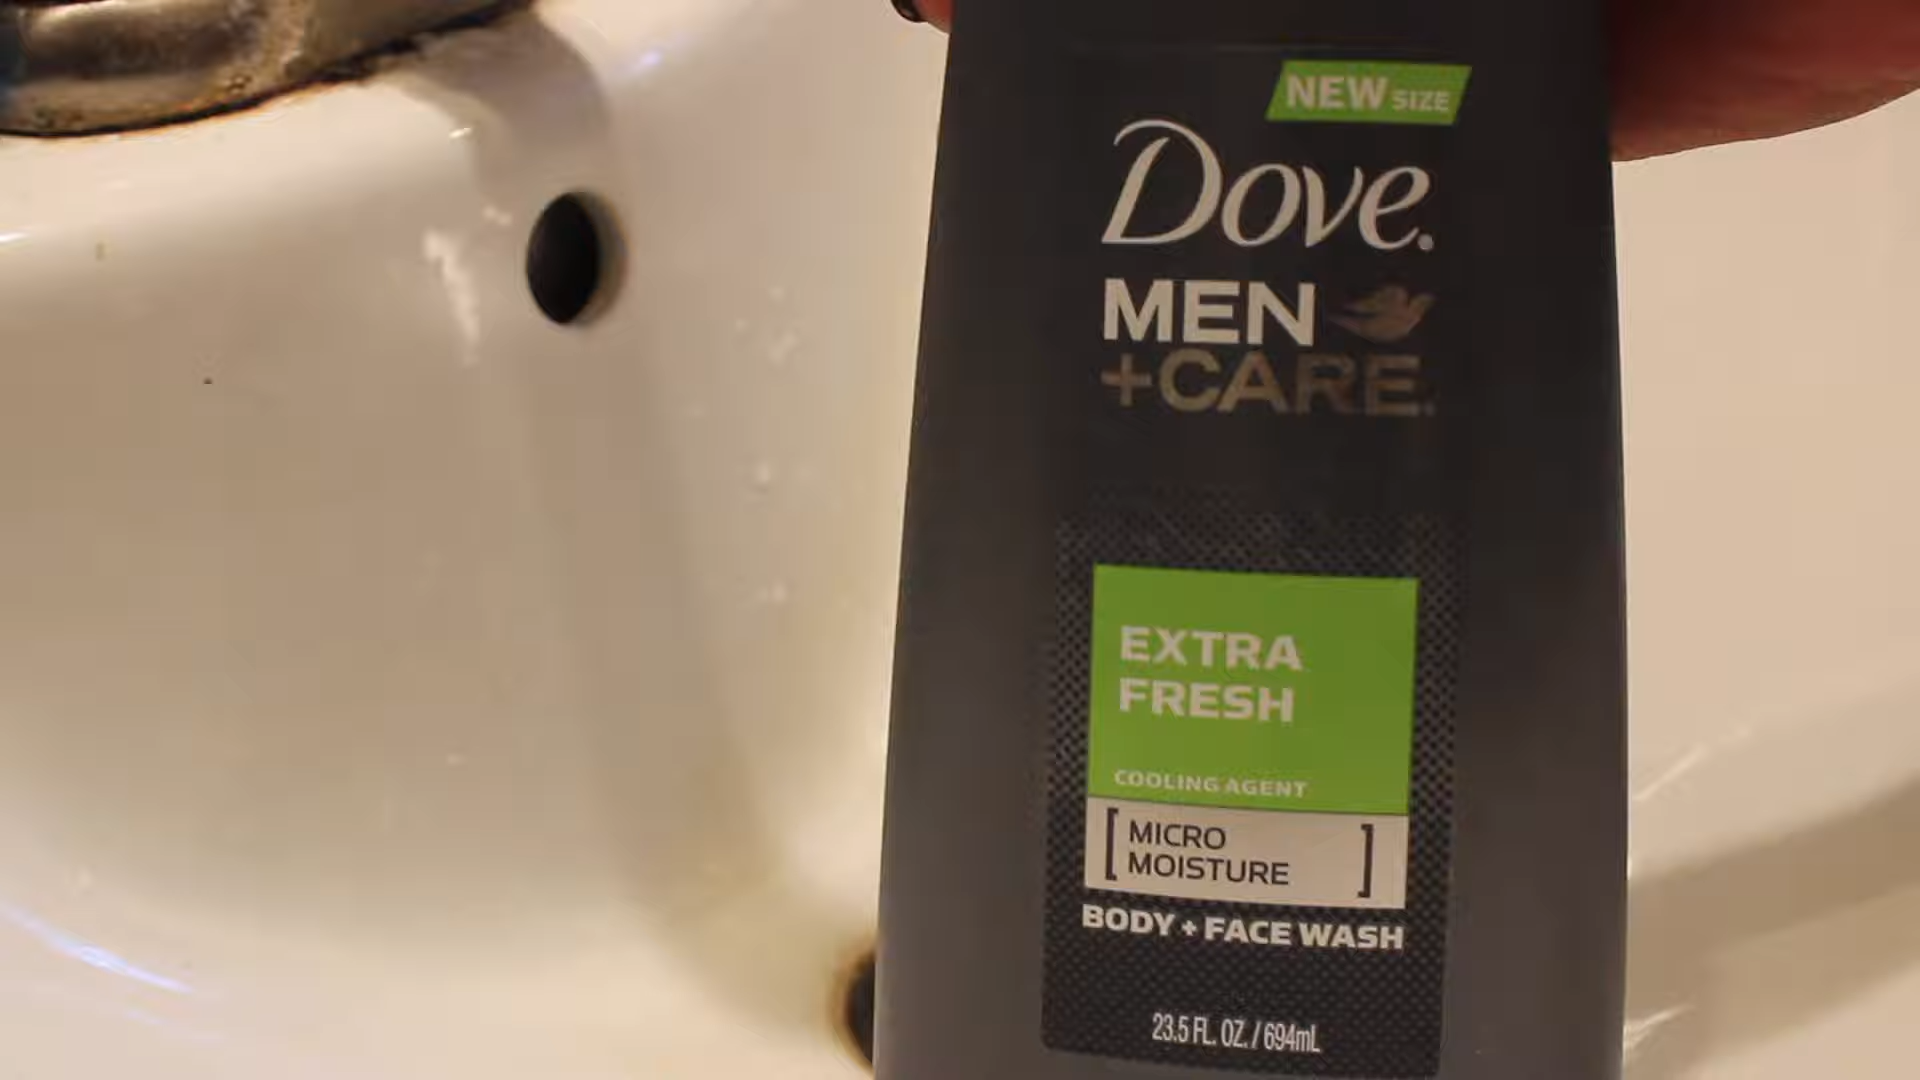 NEW SIZE
Dove.
MEN
+CARE.
EXTRA
FRESH
COOLING AGENT
[MICRO
MOISTURE]
BODY + FACE WASH
23.5 FL. OZ. / 694mL